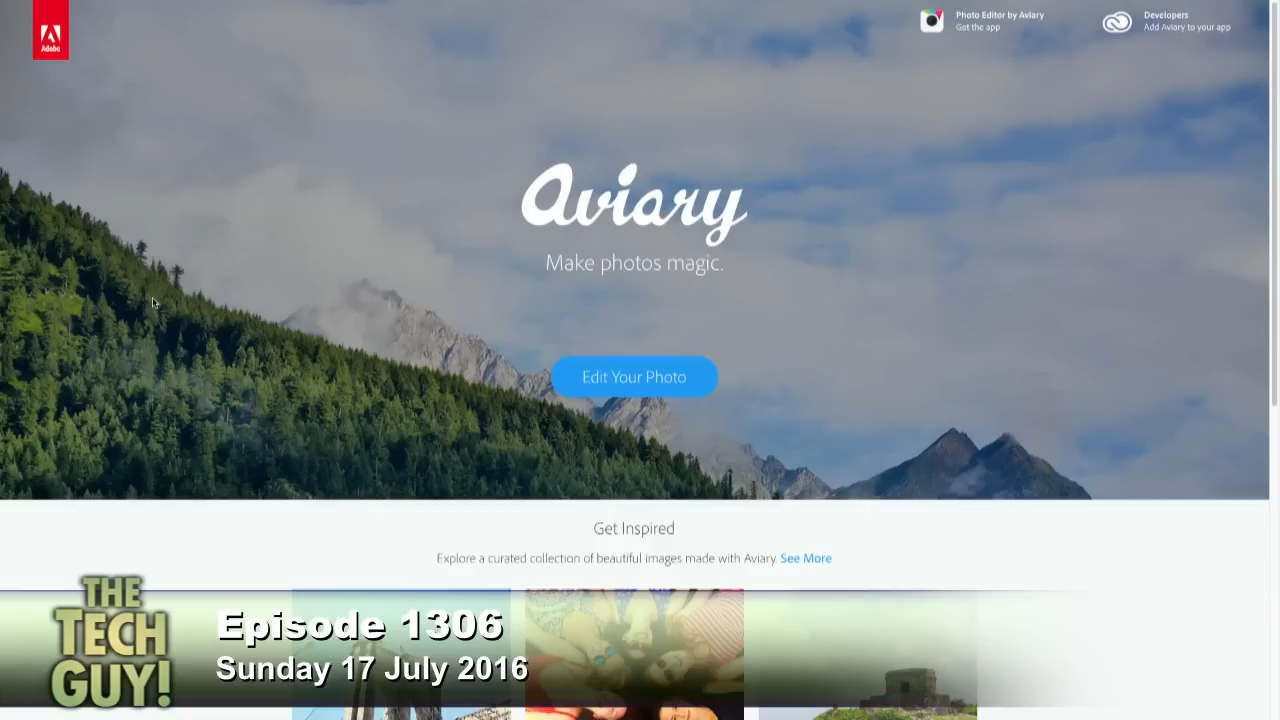 Adobe
Photo Editor by Aviary
Get the app
Developers
Add Aviary to your app
Aviary
Make photos magic.
Edit Your Photo
Get Inspired
Explore a curated collection of beautiful images made with Aviary. See More
THE
TECH
GUY!
Episode 1306
Sunday 17 July 2016